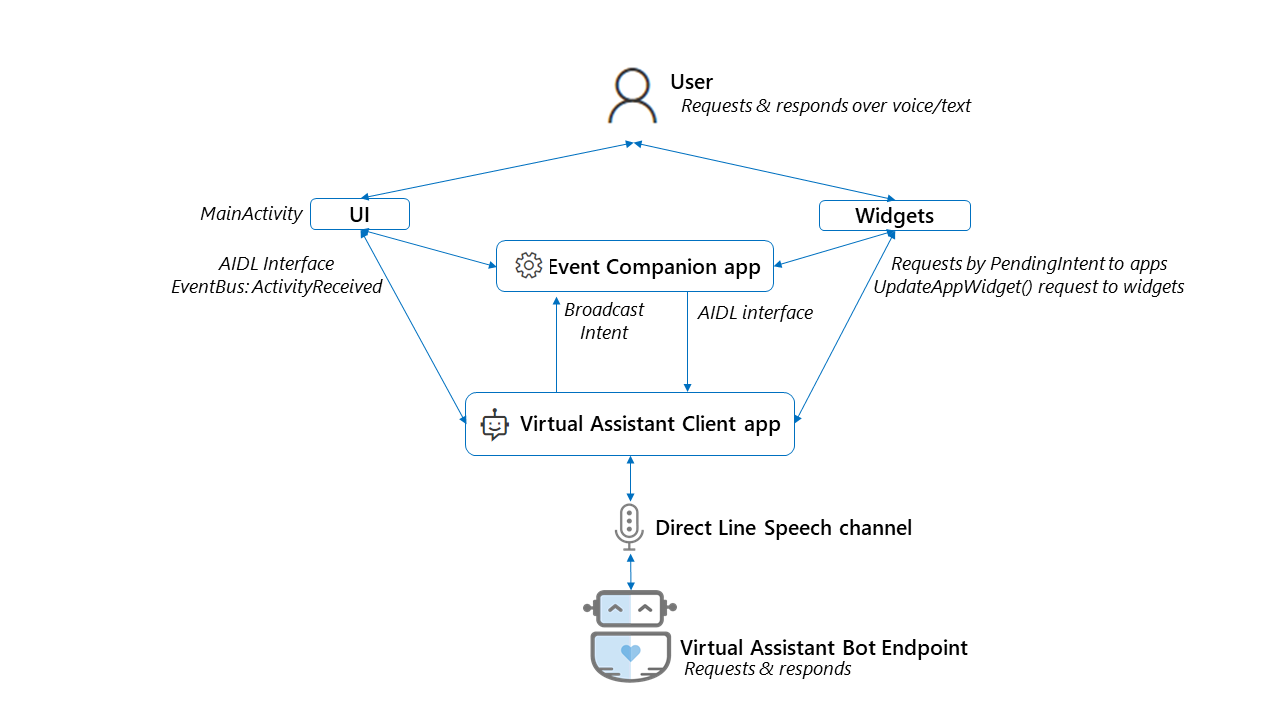 User
Requests & responds over voice/text
MainActivity
UI
Widgets
AIDL Interface
EventBus: ActivityReceived
Event Companion app
Requests by PendingIntent to apps
UpdateAppWidget() request to widgets
Broadcast
Intent
AIDL interface
Virtual Assistant Client app
Direct Line Speech channel
Virtual Assistant Bot Endpoint
Requests & responds